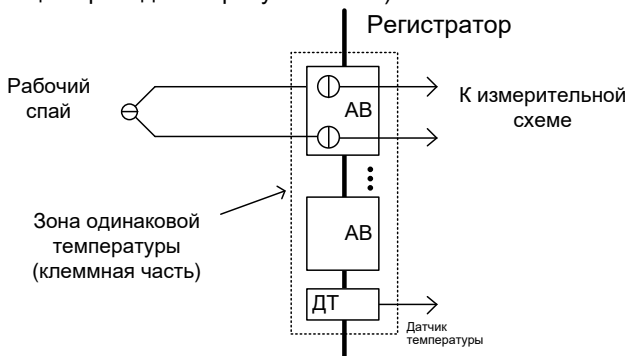 Регистратор
Рабочий
спай
АВ
К измерительной
схеме
Зона одинаковой
температуры
(клеммная часть)
АВ
ДТ
Датчик
температуры